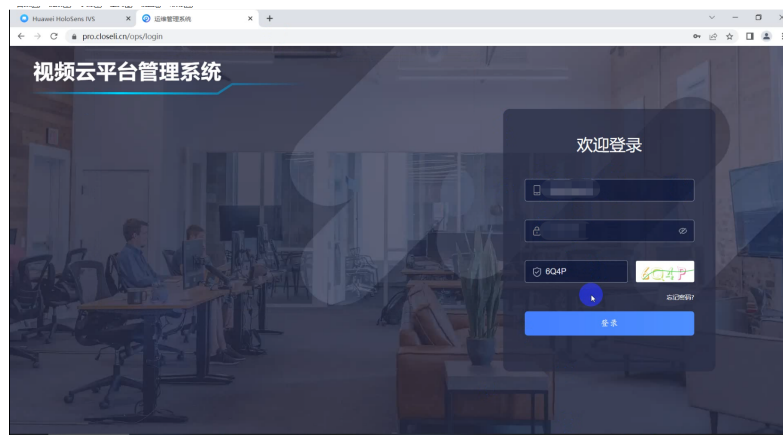 Huawei HoloSens IVS
运维管理系统
pro.closeli.cn/ops/login
视频云平台管理系统
欢迎登录
6Q4P
6Q4P
忘记密码?
登录